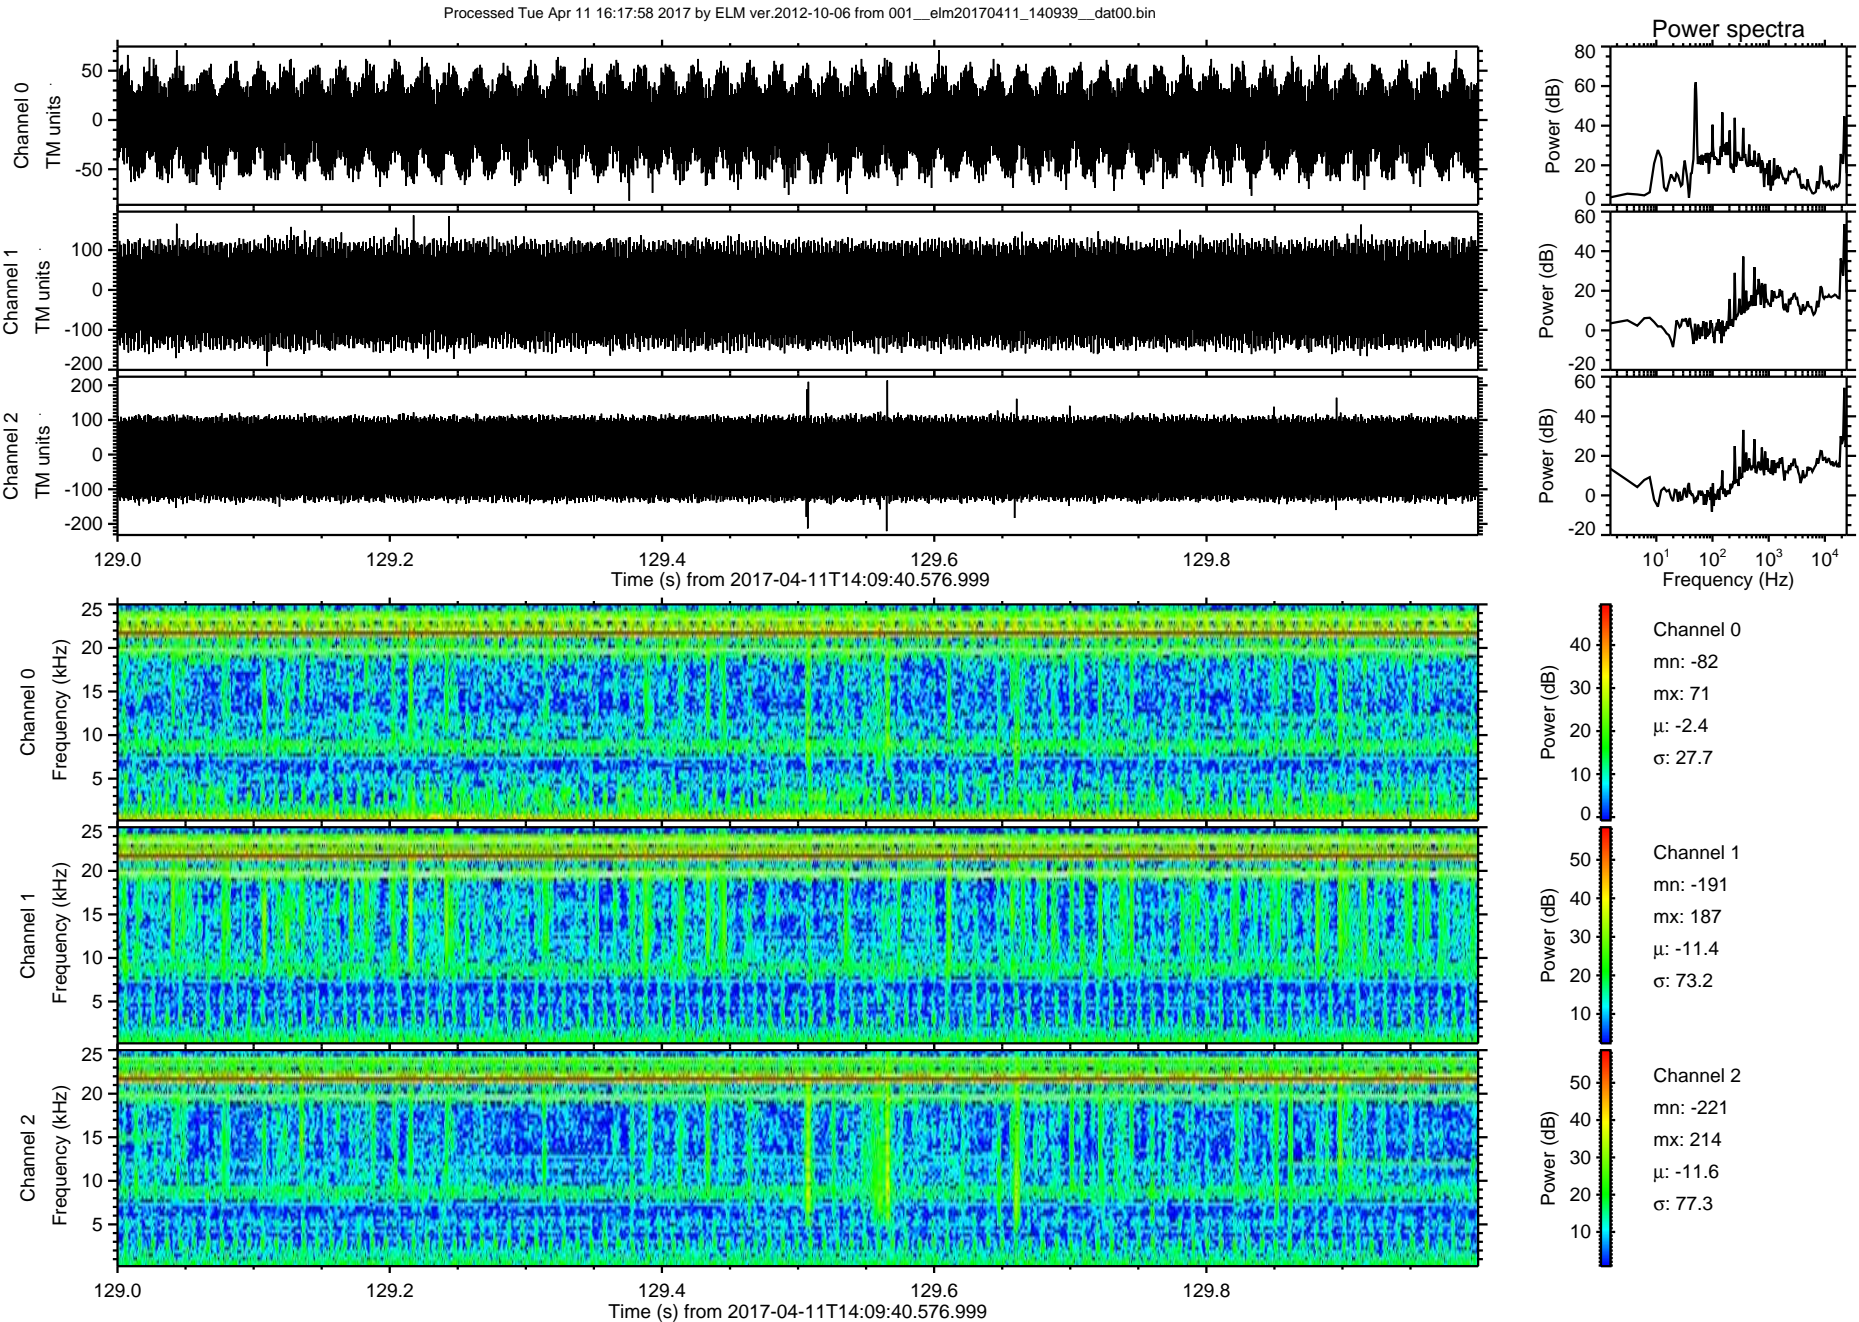 Processed Tue Apr 11 16:17:58 2017 by ELM ver.2012-10-06 from 001__elm20170411_140939__dat00.bin
Power spectra
Channel 0
TM units
50
0
-50
Power (dB)
80
60
40
20
0
Channel 1
TM units
100
0
-100
-200
Power (dB)
60
40
20
0
-20
Channel 2
TM units
200
100
0
-100
-200
Power (dB)
60
40
20
0
-20
129.0 129.2 129.4 129.6 129.8
Time (s) from 2017-04-11T14:09:40.576.999
10¹ 10² 10³ 10⁴
Frequency (Hz)
Channel 0
Frequency (kHz)
25
20
15
10
5
Power (dB)
40
30
20
10
0
Channel 0
mn: -82
mx: 71
µ: -2.4
σ: 27.7
Channel 1
Frequency (kHz)
25
20
15
10
5
Power (dB)
50
40
30
20
10
Channel 1
mn: -191
mx: 187
µ: -11.4
σ: 73.2
Channel 2
Frequency (kHz)
25
20
15
10
5
Power (dB)
50
40
30
20
10
Channel 2
mn: -221
mx: 214
µ: -11.6
σ: 77.3
129.0 129.2 129.4 129.6 129.8
Time (s) from 2017-04-11T14:09:40.576.999